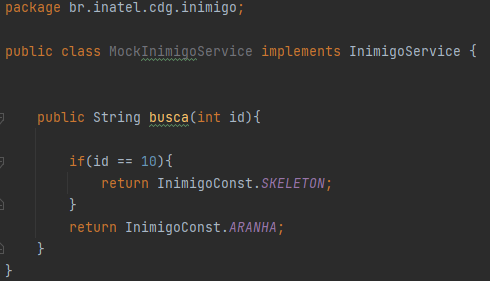 package br.inatel.cdg.inimigo;
public class MockInimigoService implements InimigoService {
public String busca(int id){
if(id == 10){
return InimigoConst.SKELETON;
}
return InimigoConst.ARANHA;
}
}